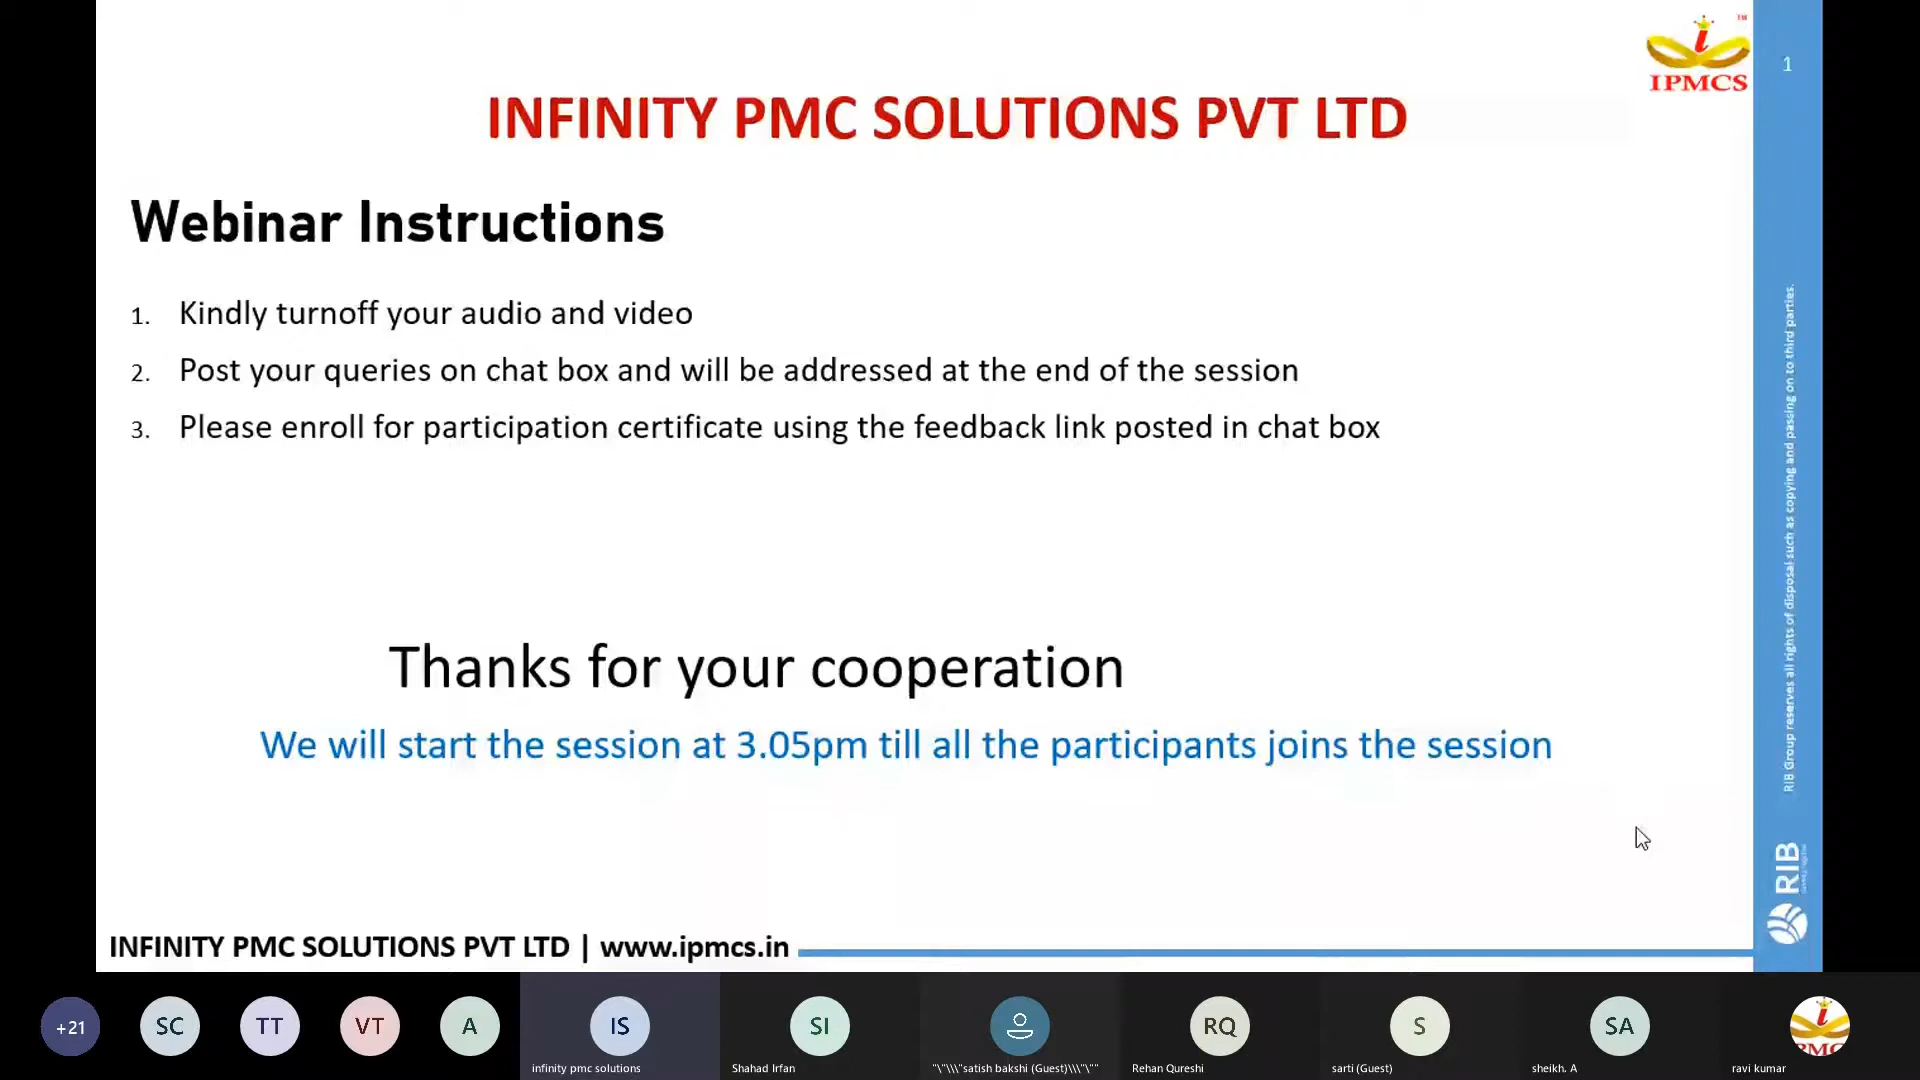 ™
IPMCS
1
INFINITY PMC SOLUTIONS PVT LTD
Webinar Instructions
1. Kindly turnoff your audio and video
2. Post your queries on chat box and will be addressed at the end of the session
3. Please enroll for participation certificate using the feedback link posted in chat box
Thanks for your cooperation
We will start the session at 3.05pm till all the participants joins the session
RIB Group reserves all rights of disposal such as copying and passing on to third parties.
RIB
INFINITY PMC SOLUTIONS PVT LTD | www.ipmcs.in
+21
SC
TT
VT
A
IS
SI
RQ
S
SA
i
PMC
infinity pmc solutions
Shahad Irfan
"\"\\\"satish bakshi (Guest)\\\"\""
Rehan Qureshi
sarti (Guest)
sheikh. A
ravi kumar